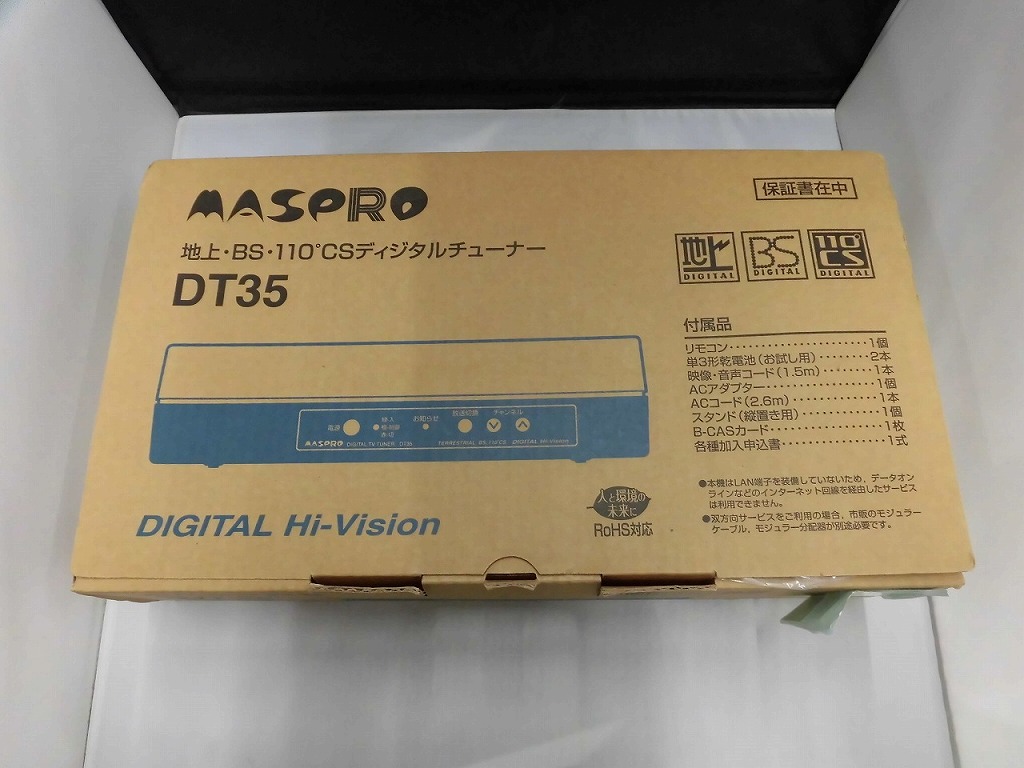 MASPRO
保証書在中
地上・BS・110°CSディジタルチューナー
DT35
地上
DIGITAL
BS
DIGITAL
110°
CS
DIGITAL
付属品
リモコン・・・・・・・・・・・・・・・・・・・・・・1個
単3形乾電池(お試し用)・・・・・・・・2本
映像・音声コード(1.5m)・・・・・・・・1本
ACアダプター・・・・・・・・・・・・・・・・・1個
ACコード(2.6m)・・・・・・・・・・・・・・1本
スタンド(縦置き用)・・・・・・・・・・・・1個
B-CASカード・・・・・・・・・・・・・・・・・・1枚
各種加入申込書・・・・・・・・・・・・・・・・1式
電源
お知らせ
放送切換
チャンネル
MASPRO DIGITAL TV TUNER DT35
TERRESTRIAL BS・110°CS DIGITAL Hi-Vision
●本機はLAN端子を装備していないため，データオン
ラインなどのインターネット回線を経由したサービス
は利用できません。
●双方向サービスをご利用の場合，市販のモジュラー
ケーブル，モジュラー分配器が別途必要です。
人と環境の
未来に
RoHS対応
DIGITAL Hi-Vision